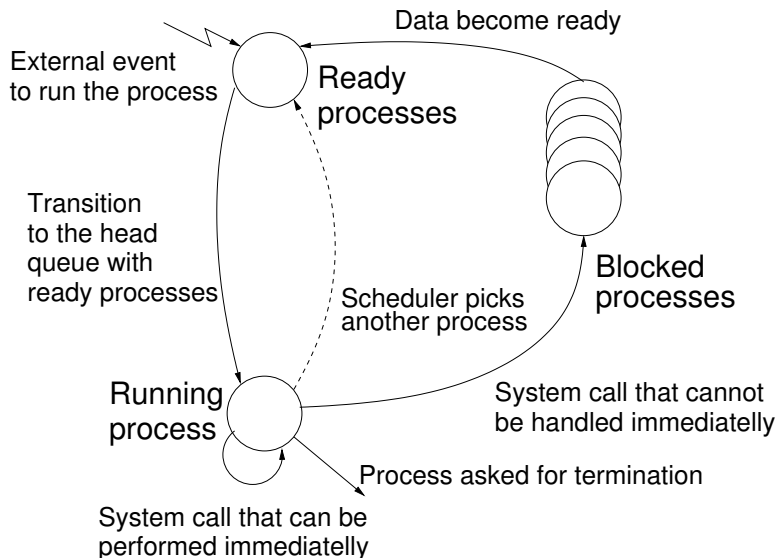 Data become ready
External event
to run the process
Ready
processes
Transition
to the head
queue with
ready processes
Blocked
processes
Scheduler picks
another process
Running
process
System call that cannot
be handled immediatelly
Process asked for termination
System call that can be
performed immediatelly